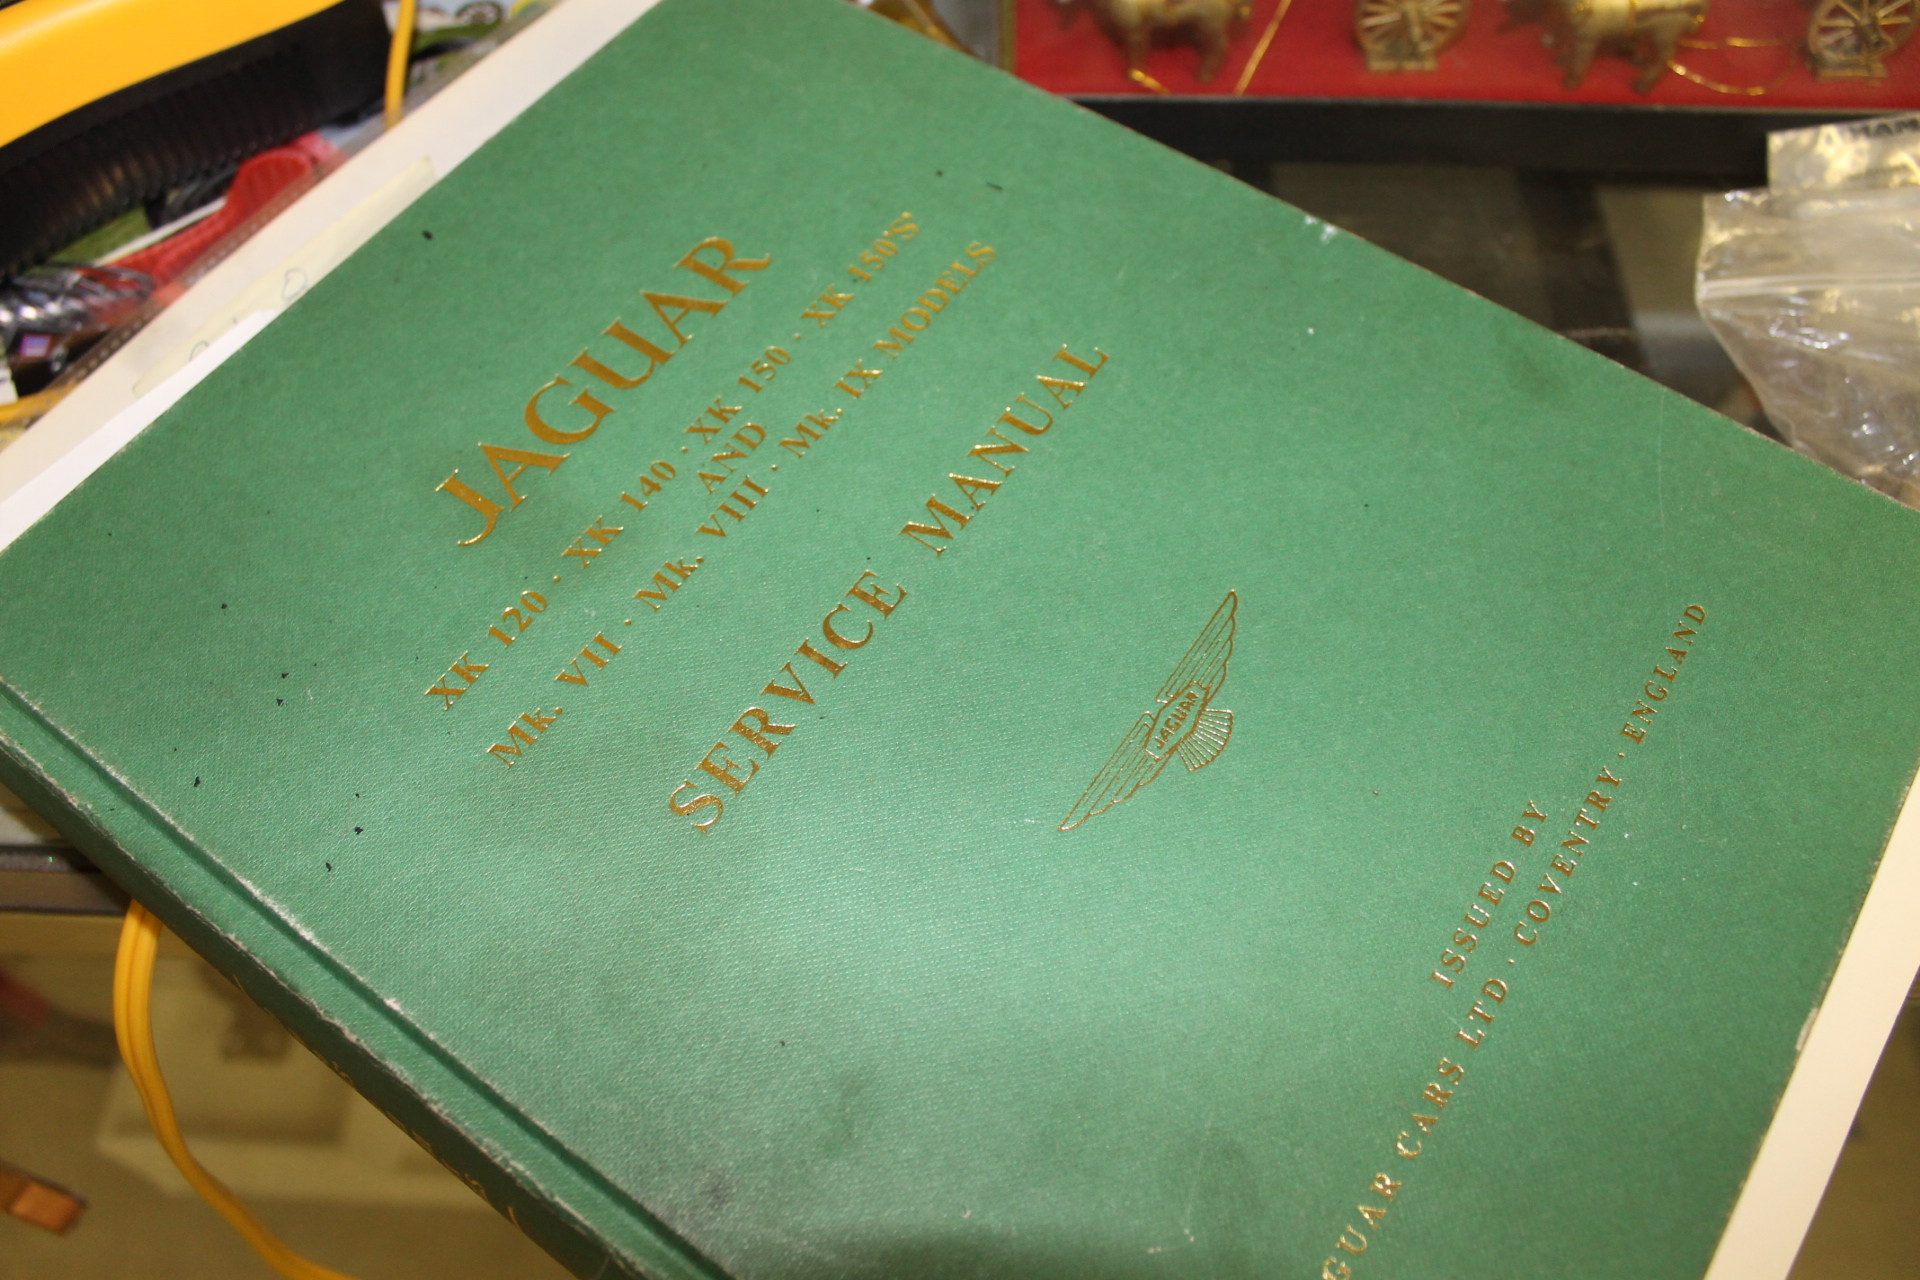 JAGUAR
XK 120 · XK 140 · XK 150 · XK 150'S'
AND
Mk. VII · Mk. VIII · Mk. IX MODELS
SERVICE MANUAL
JAGUAR
ISSUED BY
GUAR CARS LTD · COVENTRY · ENGLAND